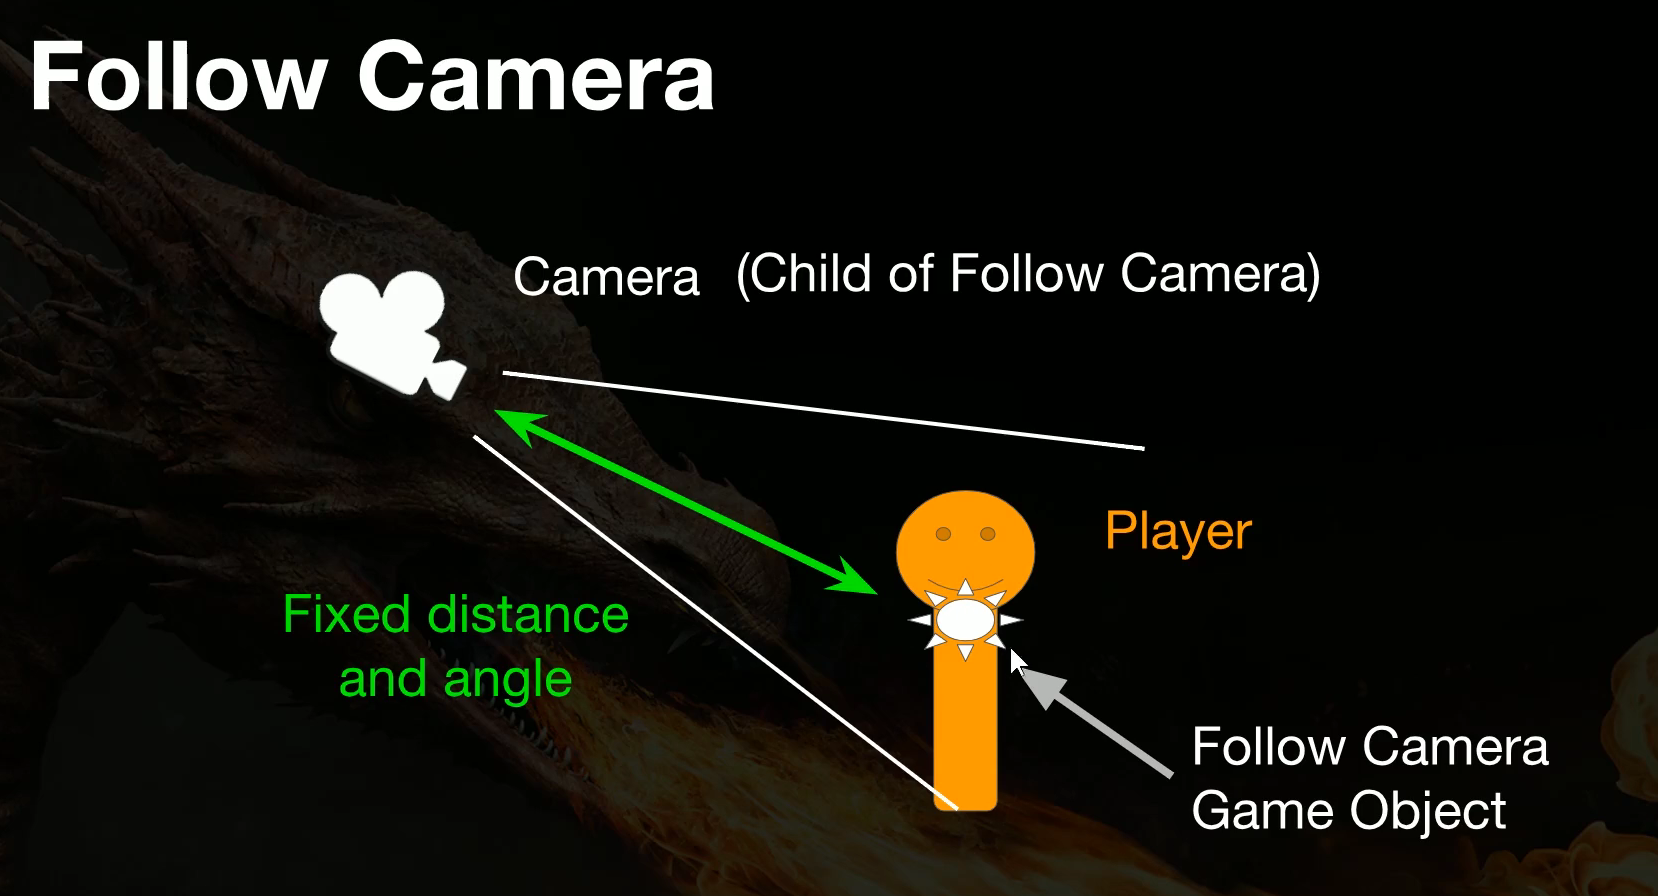 Follow Camera
Camera (Child of Follow Camera)
Player
Fixed distance
and angle
Follow Camera
Game Object